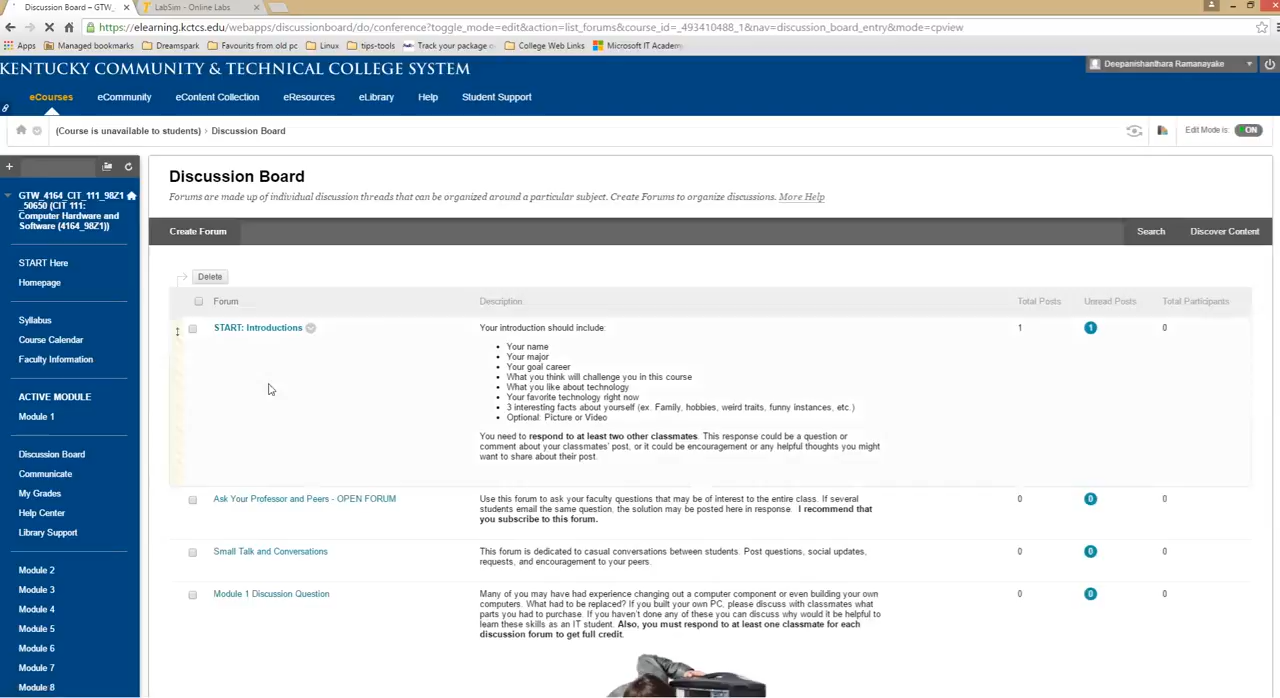 Discussion Board – GTW_
LabSim - Online Labs
https://elearning.kctcs.edu/webapps/discussionboard/do/conference?toggle_mode=edit&action=list_forums&course_id=_493410488_1&nav=discussion_board_entry&mode=cpview
Apps Managed bookmarks Dreamspark Favourits from old pc Linux tips-tools Track your package College Web Links Microsoft IT Academ
KENTUCKY COMMUNITY & TECHNICAL COLLEGE SYSTEM
Deepanishanthara Ramanayake
eCourses eCommunity eContent Collection eResources eLibrary Help Student Support
(Course is unavailable to students) › Discussion Board
Edit Mode is: ON
GTW_4164_CIT_111_98Z1
_50650 (CIT 111:
Computer Hardware and
Software (4164_98Z1))
START Here
Homepage
Syllabus
Course Calendar
Faculty Information
ACTIVE MODULE
Module 1
Discussion Board
Communicate
My Grades
Help Center
Library Support
Module 2
Module 3
Module 4
Module 5
Module 6
Module 7
Module 8
Discussion Board
Forums are made up of individual discussion threads that can be organized around a particular subject. Create Forums to organize discussions. More Help
Create Forum Search Discover Content
Delete
Forum Description Total Posts Unread Posts Total Participants
START: Introductions Your introduction should include: 1 1 0
• Your name
• Your major
• Your goal career
• What you think will challenge you in this course
• What you like about technology
• Your favorite technology right now
• 3 interesting facts about yourself (ex. Family, hobbies, weird traits, funny instances, etc.)
• Optional: Picture or Video
You need to respond to at least two other classmates. This response could be a question or
comment about your classmates' post, or it could be encouragement or any helpful thoughts you might
want to share about their post.
Ask Your Professor and Peers - OPEN FORUM Use this forum to ask your faculty questions that may be of interest to the entire class. If several 0 0 0
students email the same question, the solution may be posted here in response. I recommend that
you subscribe to this forum.
Small Talk and Conversations This forum is dedicated to casual conversations between students. Post questions, social updates, 0 0 0
requests, and encouragement to your peers.
Module 1 Discussion Question Many of you may have had experience changing out a computer component or even building your own 0 0 0
computers. What had to be replaced? If you built your own PC, please discuss with classmates what
parts you had to purchase. If you haven't done any of these you can discuss why would it be helpful to
learn these skills as an IT student. Also, you must respond to at least one classmate for each
discussion forum to get full credit.